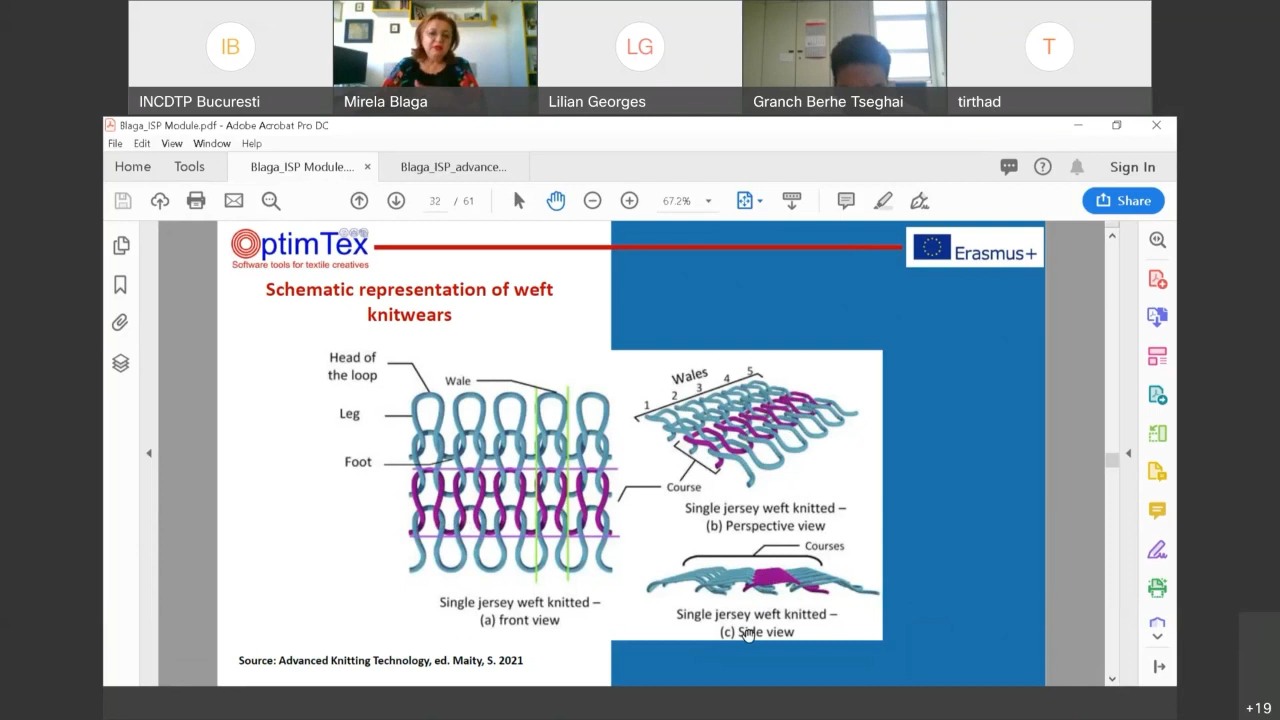 IB
LG
T
INCDTP Bucuresti
Mirela Blaga
Lilian Georges
Granch Berhe Tseghai
tirthad
Blaga_ISP Module.pdf - Adobe Acrobat Pro DC
File Edit View Window Help
Home Tools Blaga_ISP Module.... × Blaga_ISP_advance... Sign In
32 / 61 67.2% Share
OptimTex
Software tools for textile creatives
Erasmus+
Schematic representation of weft
knitwears
Head of
the loop
Wale
Leg
Foot
Wales
1 2 3 4 5
Course
Single jersey weft knitted –
(b) Perspective view
Courses
Single jersey weft knitted –
(a) front view
Single jersey weft knitted –
(c) Side view
Source: Advanced Knitting Technology, ed. Maity, S. 2021
+19